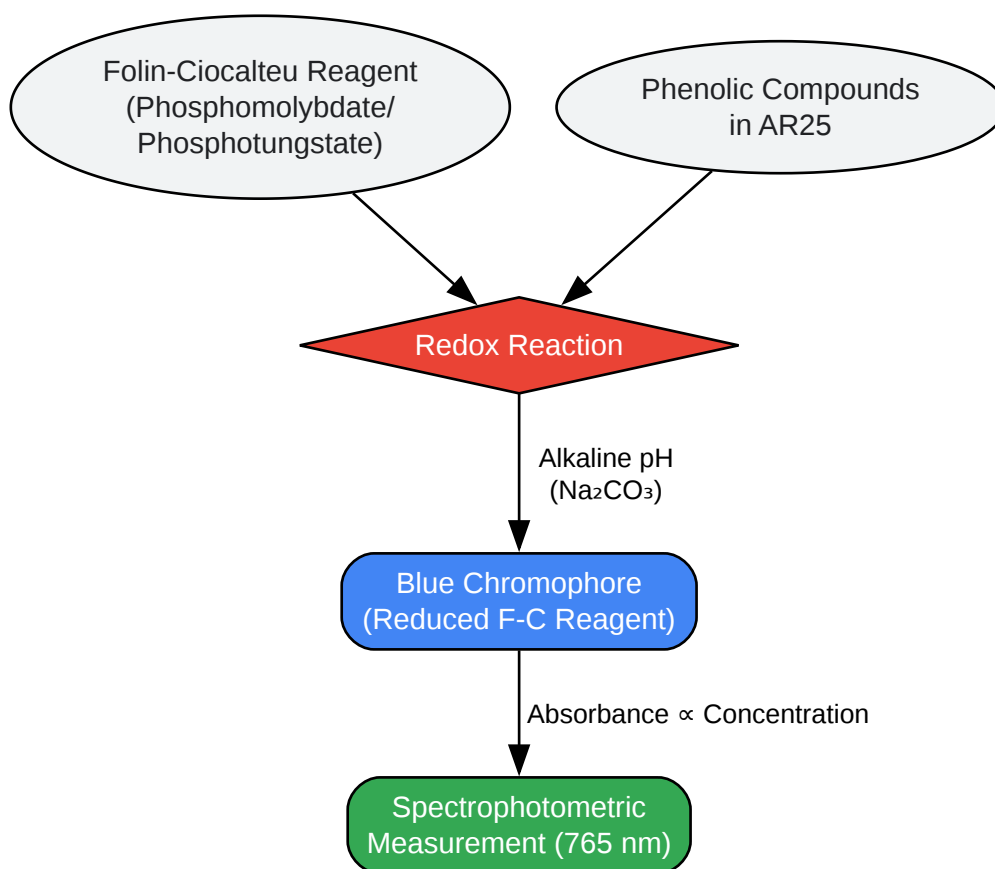 Folin-Ciocalteu Reagent
(Phosphomolybdate/
Phosphotungstate)
Phenolic Compounds
in AR25
Redox Reaction
Alkaline pH
(Na₂CO₃)
Blue Chromophore
(Reduced F-C Reagent)
Absorbance ∝ Concentration
Spectrophotometric
Measurement (765 nm)